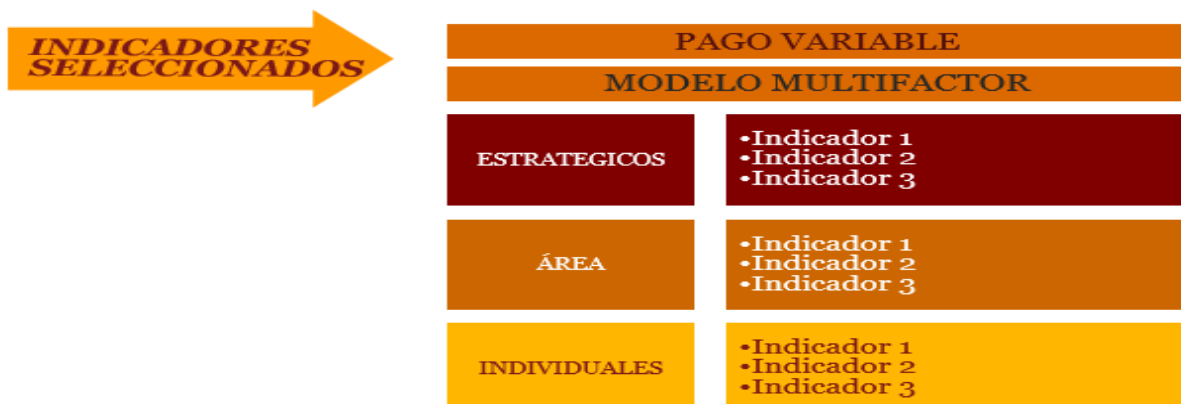 INDICADORES
SELECCIONADOS
PAGO VARIABLE
MODELO MULTIFACTOR
ESTRATEGICOS
•Indicador 1
•Indicador 2
•Indicador 3
ÁREA
•Indicador 1
•Indicador 2
•Indicador 3
INDIVIDUALES
•Indicador 1
•Indicador 2
•Indicador 3